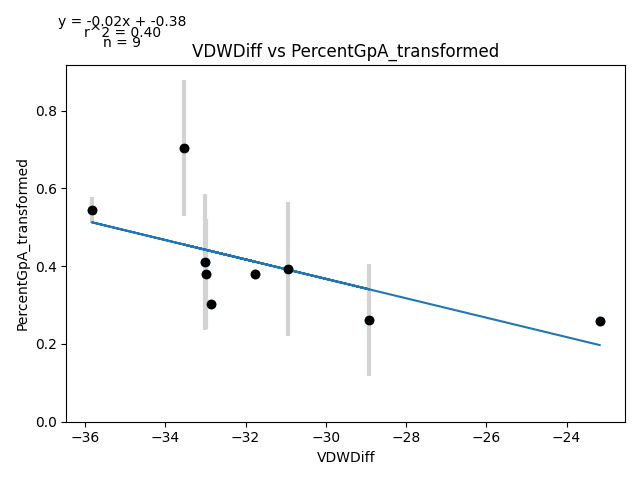 y = -0.02x + -0.38
r^2 = 0.40
n = 9
VDWDiff vs PercentGpA_transformed
PercentGpA_transformed
0.8
0.6
0.4
0.2
0.0
−36
−34
−32
−30
−28
−26
−24
VDWDiff